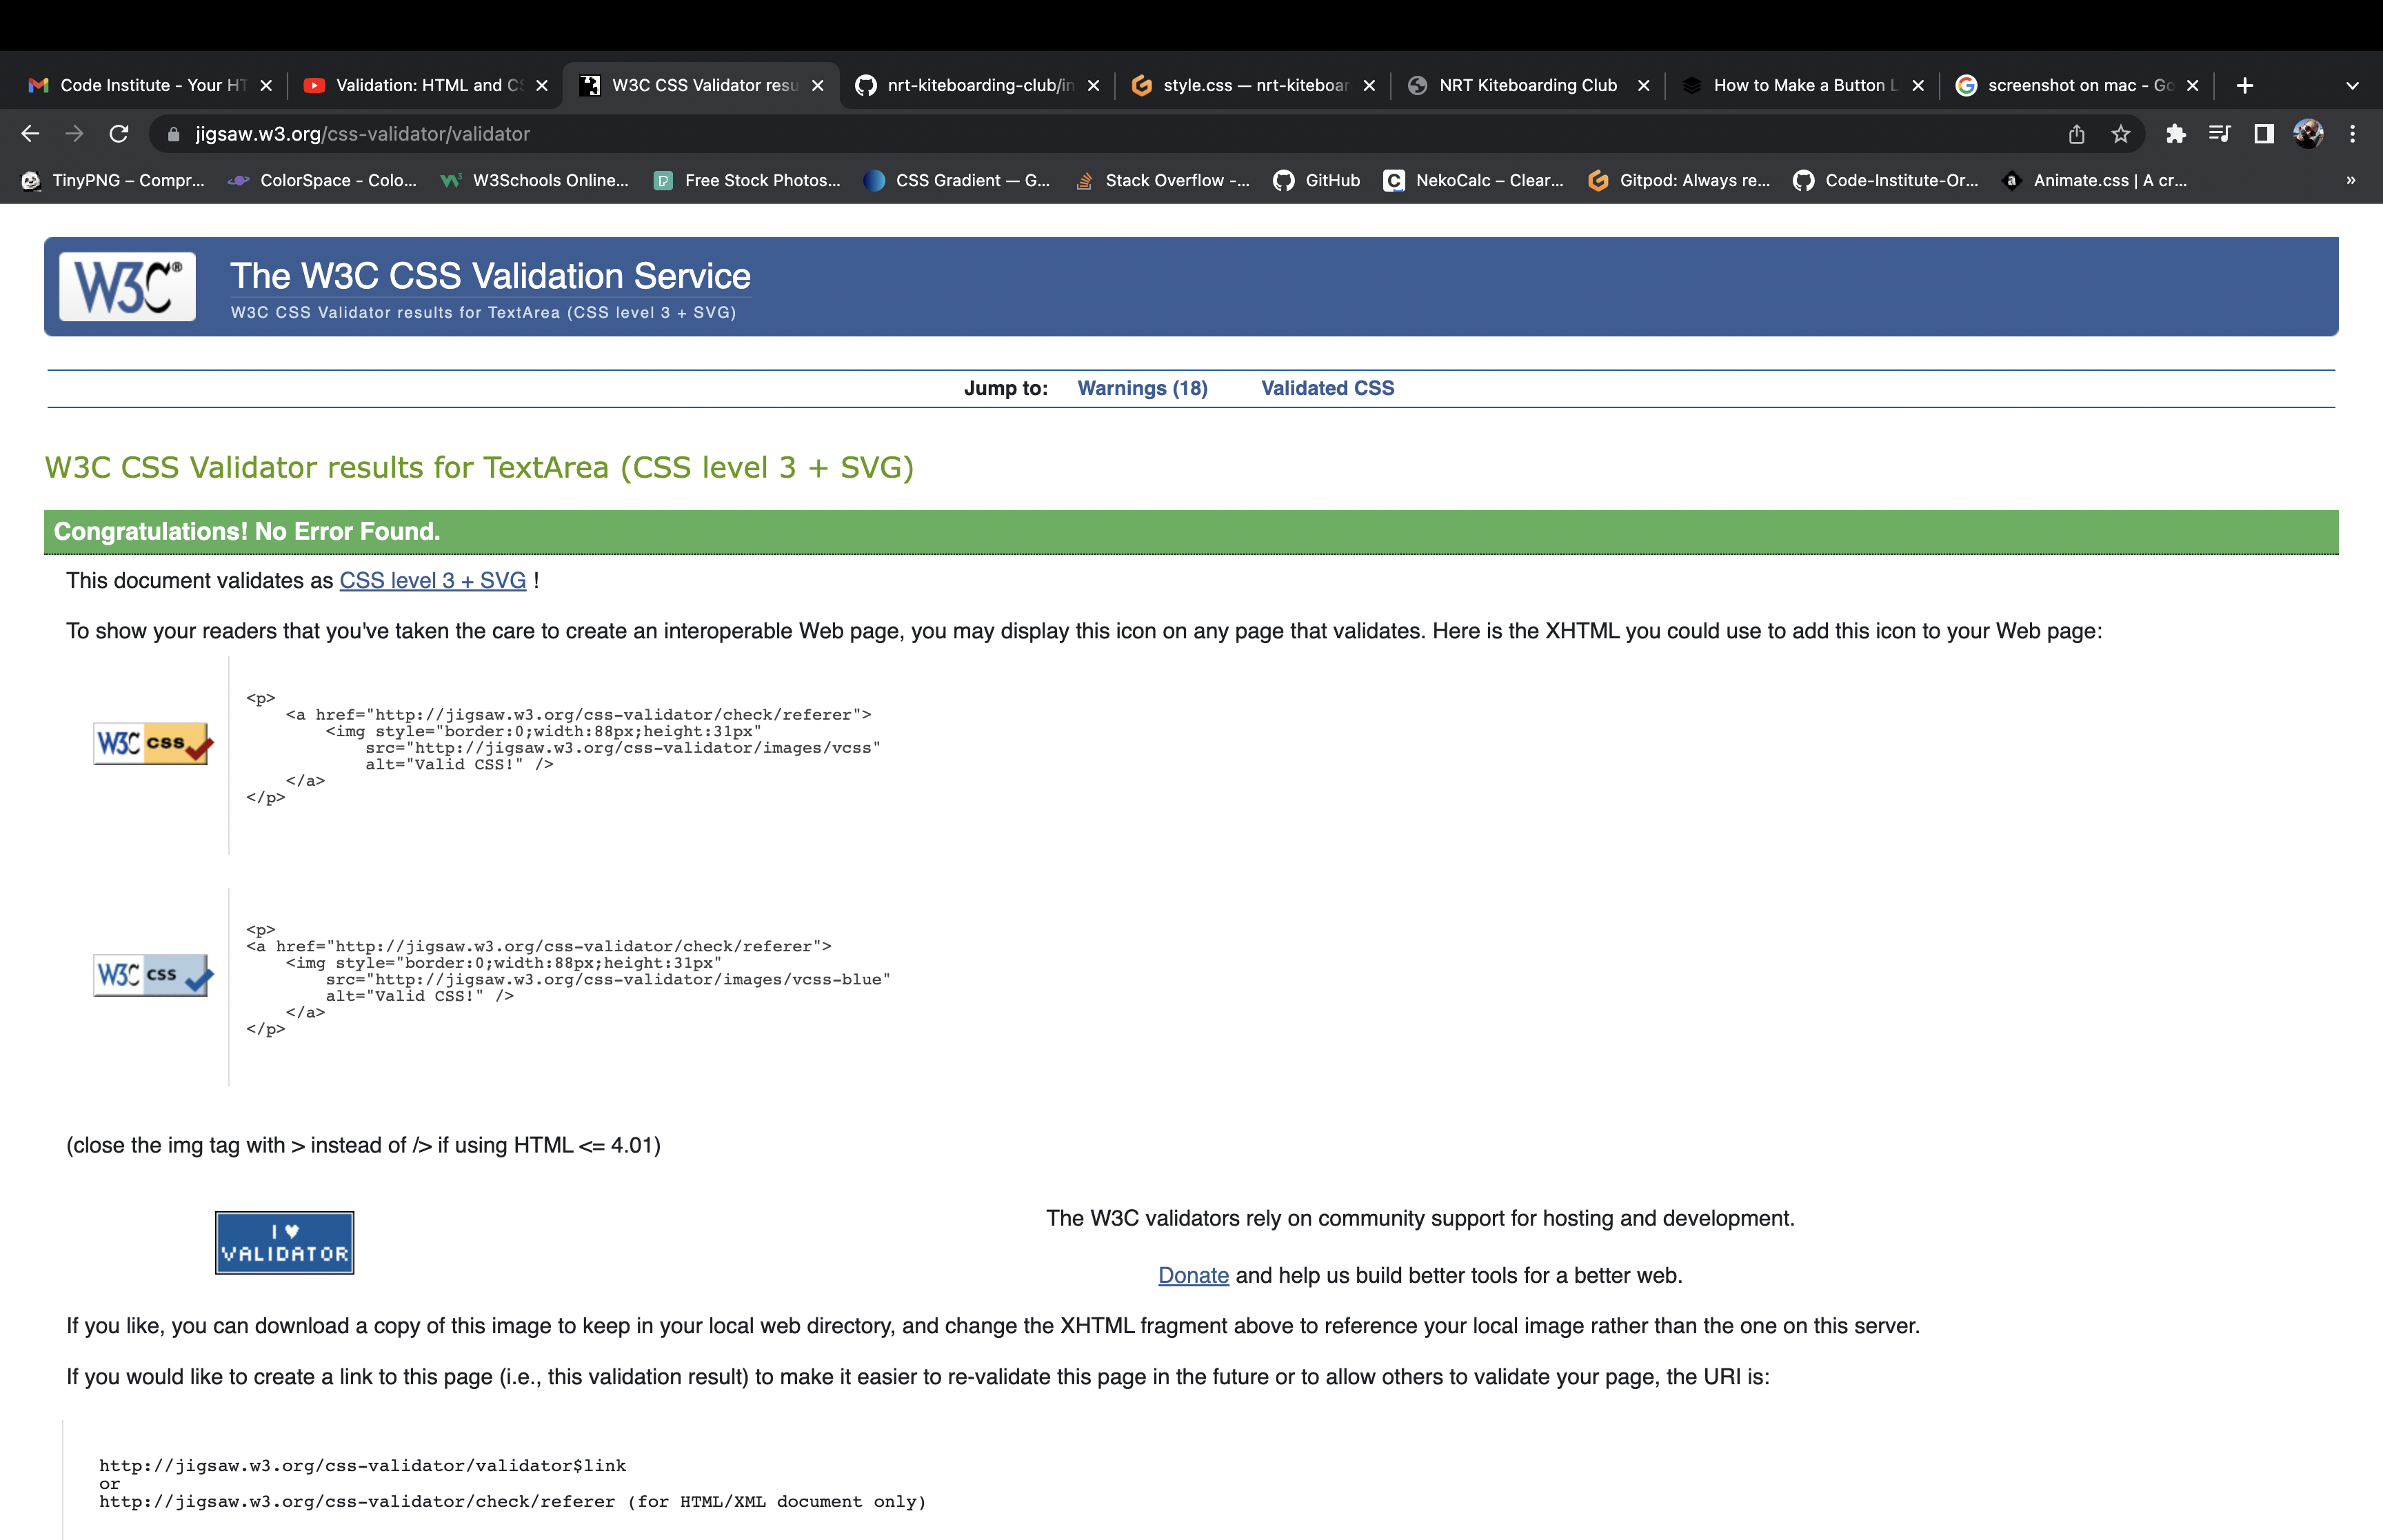 Code Institute - Your HT
Validation: HTML and CS
W3C CSS Validator resu
nrt-kiteboarding-club/in
style.css — nrt-kiteboar
NRT Kiteboarding Club
How to Make a Button L
screenshot on mac - Go
jigsaw.w3.org/css-validator/validator
TinyPNG – Compr...
ColorSpace - Colo...
W3Schools Online...
Free Stock Photos...
CSS Gradient — G...
Stack Overflow -...
GitHub
NekoCalc – Clear...
Gitpod: Always re...
Code-Institute-Or...
Animate.css | A cr...
»
W3C®
The W3C CSS Validation Service
W3C CSS Validator results for TextArea (CSS level 3 + SVG)
Jump to: Warnings (18) Validated CSS
W3C CSS Validator results for TextArea (CSS level 3 + SVG)
Congratulations! No Error Found.
This document validates as CSS level 3 + SVG !
To show your readers that you've taken the care to create an interoperable Web page, you may display this icon on any page that validates. Here is the XHTML you could use to add this icon to your Web page:
W3C css
<p>
<a href="http://jigsaw.w3.org/css-validator/check/referer">
<img style="border:0;width:88px;height:31px"
src="http://jigsaw.w3.org/css-validator/images/vcss"
alt="Valid CSS!" />
</a>
</p>
W3C css
<p>
<a href="http://jigsaw.w3.org/css-validator/check/referer">
<img style="border:0;width:88px;height:31px"
src="http://jigsaw.w3.org/css-validator/images/vcss-blue"
alt="Valid CSS!" />
</a>
</p>
(close the img tag with > instead of /> if using HTML <= 4.01)
I ♥
VALIDATOR
The W3C validators rely on community support for hosting and development.
Donate and help us build better tools for a better web.
If you like, you can download a copy of this image to keep in your local web directory, and change the XHTML fragment above to reference your local image rather than the one on this server.
If you would like to create a link to this page (i.e., this validation result) to make it easier to re-validate this page in the future or to allow others to validate your page, the URI is:
http://jigsaw.w3.org/css-validator/validator$link
or
http://jigsaw.w3.org/css-validator/check/referer (for HTML/XML document only)